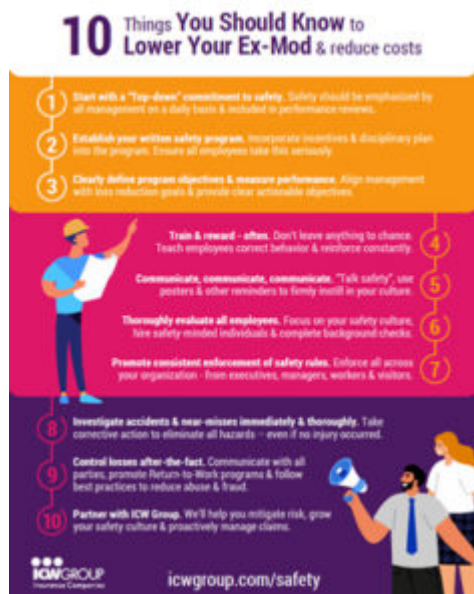 10 Things You Should Know to
Lower Your Ex-Mod & reduce costs
1 Start with a "Top-down" commitment to safety. Safety should be emphasized by
all management on a daily basis & included in performance reviews.
2 Establish your written safety program. Incorporate incentives & disciplinary plan
into the program. Ensure all employees take this seriously.
3 Clearly define program objectives & measure performance. Align management
with loss reduction goals & provide clear actionable objectives.
Train & reward - often. Don't leave anything to chance. 4
Teach employees correct behavior & reinforce constantly.
Communicate, communicate, communicate. "Talk safety", use 5
posters & other reminders to firmly instill in your culture.
Thoroughly evaluate all employees. Focus on your safety culture, 6
hire safety-minded individuals & complete background checks.
Promote consistent enforcement of safety rules. Enforce all across 7
your organization - from executives, managers, workers & visitors.
8 Investigate accidents & near-misses immediately & thoroughly. Take
corrective action to eliminate all hazards – even if no injury occurred.
9 Control losses after-the-fact. Communicate with all
parties, promote Return-to-Work programs & follow
best practices to reduce abuse & fraud.
10 Partner with ICW Group. We'll help you mitigate risk, grow
your safety culture & proactively manage claims.
ICWGROUP
Insurance Companies
icwgroup.com/safety